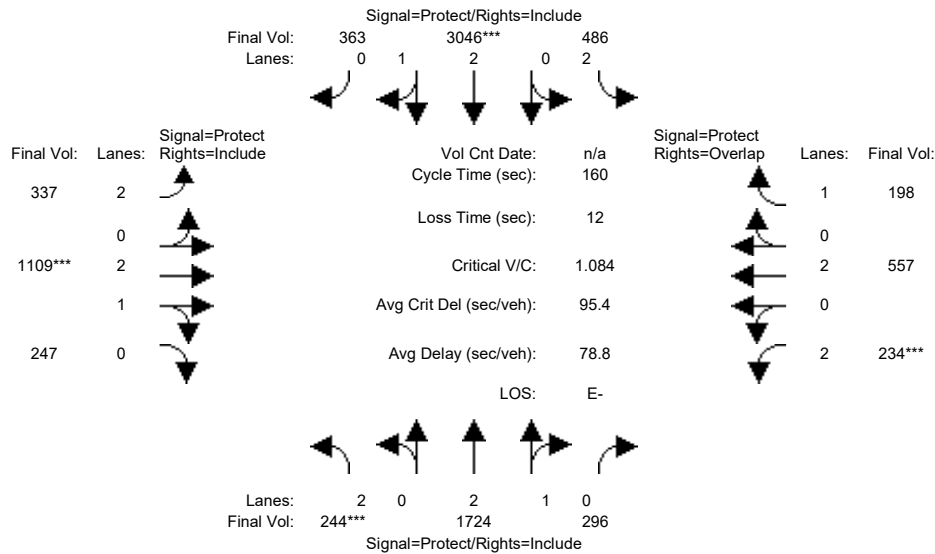 Signal=Protect/Rights=Include
Final Vol: 363 3046*** 486
Lanes: 0 1 2 0 2
Signal=Protect Signal=Protect
Final Vol: Lanes: Rights=Include Vol Cnt Date: n/a Rights=Overlap Lanes: Final Vol:
Cycle Time (sec): 160
337 2 1 198
Loss Time (sec): 12
0 0
1109*** 2 Critical V/C: 1.084 2 557
1 Avg Crit Del (sec/veh): 95.4 0
247 0 Avg Delay (sec/veh): 78.8 2 234***
LOS: E-
Lanes: 2 0 2 1 0
Final Vol: 244*** 1724 296
Signal=Protect/Rights=Include